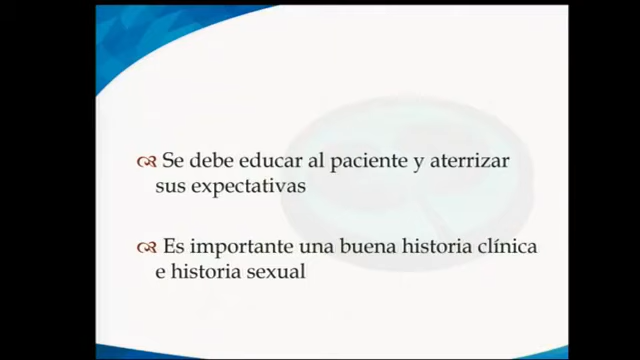 Se debe educar al paciente y aterrizar
sus expectativas
Es importante una buena historia clínica
e historia sexual